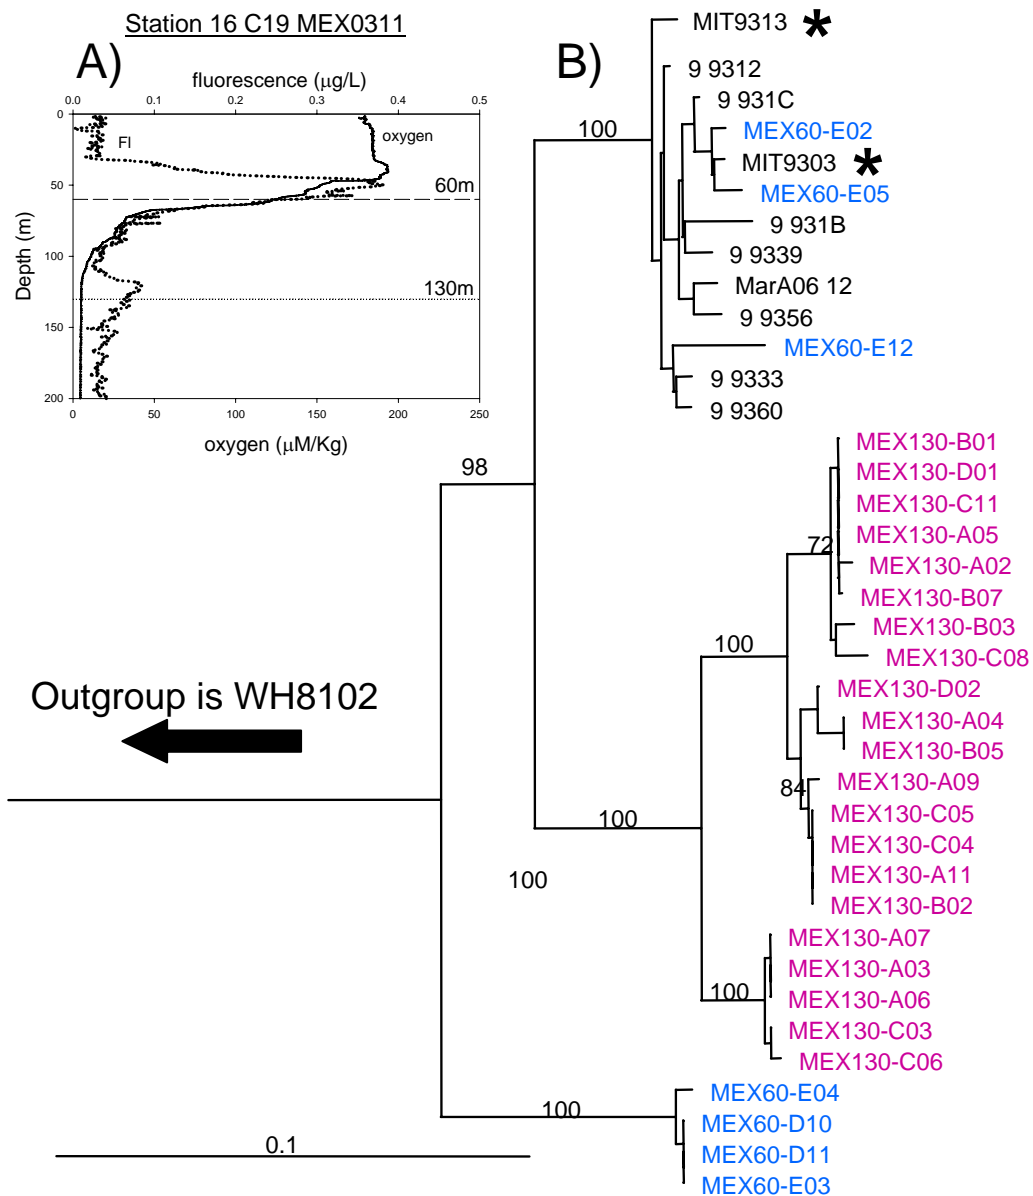 Station 16 C19 MEX0311
A)
fluorescence (μg/L)
0.0 0.1 0.2 0.3 0.4 0.5
Fl
oxygen
60m
130m
0
50
100
150
200
Depth (m)
0 50 100 150 200 250
oxygen (μM/Kg)
B)
MIT9313 *
9 9312
9 931C
MEX60-E02
MIT9303 *
MEX60-E05
9 931B
9 9339
MarA06 12
9 9356
MEX60-E12
9 9333
9 9360
MEX130-B01
MEX130-D01
MEX130-C11
MEX130-A05
MEX130-A02
MEX130-B07
MEX130-B03
MEX130-C08
MEX130-D02
MEX130-A04
MEX130-B05
MEX130-A09
MEX130-C05
MEX130-C04
MEX130-A11
MEX130-B02
MEX130-A07
MEX130-A03
MEX130-A06
MEX130-C03
MEX130-C06
MEX60-E04
MEX60-D10
MEX60-D11
MEX60-E03
100
98
72
100
84
100
100
100
100
Outgroup is WH8102
0.1